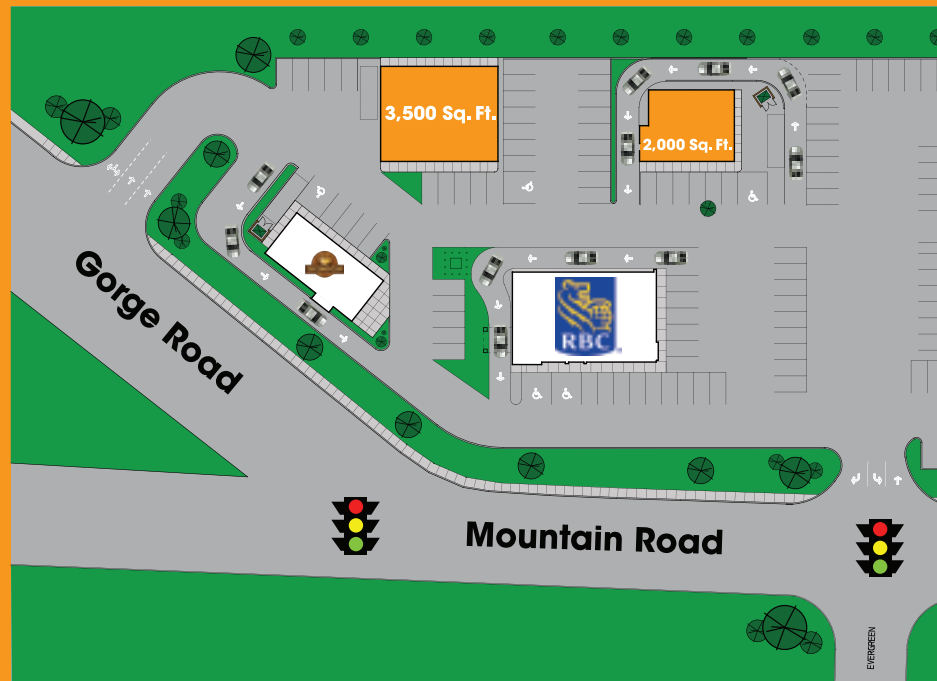 3,500 Sq. Ft.
2,000 Sq. Ft.
RBC
Gorge Road
Mountain Road
EVERGREEN